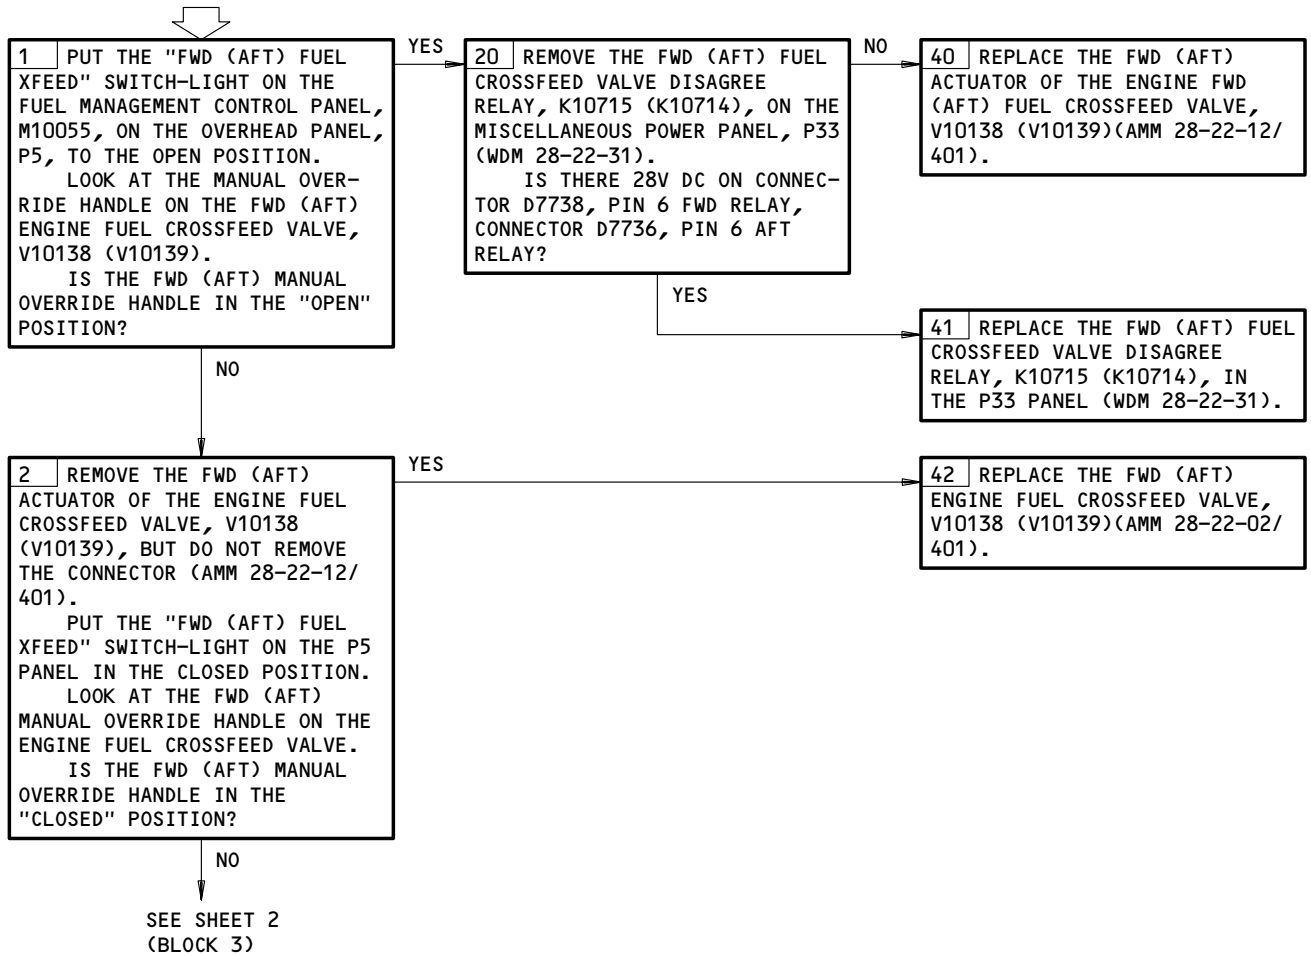 1 PUT THE "FWD (AFT) FUEL
XFEED" SWITCH-LIGHT ON THE
FUEL MANAGEMENT CONTROL PANEL,
M10055, ON THE OVERHEAD PANEL,
P5, TO THE OPEN POSITION.
LOOK AT THE MANUAL OVER-
RIDE HANDLE ON THE FWD (AFT)
ENGINE FUEL CROSSFEED VALVE,
V10138 (V10139).
IS THE FWD (AFT) MANUAL
OVERRIDE HANDLE IN THE "OPEN"
POSITION?
YES
20 REMOVE THE FWD (AFT) FUEL
CROSSFEED VALVE DISAGREE
RELAY, K10715 (K10714), ON THE
MISCELLANEOUS POWER PANEL, P33
(WDM 28-22-31).
IS THERE 28V DC ON CONNEC-
TOR D7738, PIN 6 FWD RELAY,
CONNECTOR D7736, PIN 6 AFT
RELAY?
NO
40 REPLACE THE FWD (AFT)
ACTUATOR OF THE ENGINE FWD
(AFT) FUEL CROSSFEED VALVE,
V10138 (V10139)(AMM 28-22-12/
401).
YES
41 REPLACE THE FWD (AFT) FUEL
CROSSFEED VALVE DISAGREE
RELAY, K10715 (K10714), IN
THE P33 PANEL (WDM 28-22-31).
NO
2 REMOVE THE FWD (AFT)
ACTUATOR OF THE ENGINE FUEL
CROSSFEED VALVE, V10138
(V10139), BUT DO NOT REMOVE
THE CONNECTOR (AMM 28-22-12/
401).
PUT THE "FWD (AFT) FUEL
XFEED" SWITCH-LIGHT ON THE P5
PANEL IN THE CLOSED POSITION.
LOOK AT THE FWD (AFT)
MANUAL OVERRIDE HANDLE ON THE
ENGINE FUEL CROSSFEED VALVE.
IS THE FWD (AFT) MANUAL
OVERRIDE HANDLE IN THE
"CLOSED" POSITION?
YES
42 REPLACE THE FWD (AFT)
ENGINE FUEL CROSSFEED VALVE,
V10138 (V10139)(AMM 28-22-02/
401).
NO
SEE SHEET 2
(BLOCK 3)